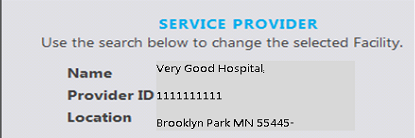 SERVICE PROVIDER
Use the search below to change the selected Facility.
Name Very Good Hospital
Provider ID 1111111111
Location Brooklyn Park MN 55445-